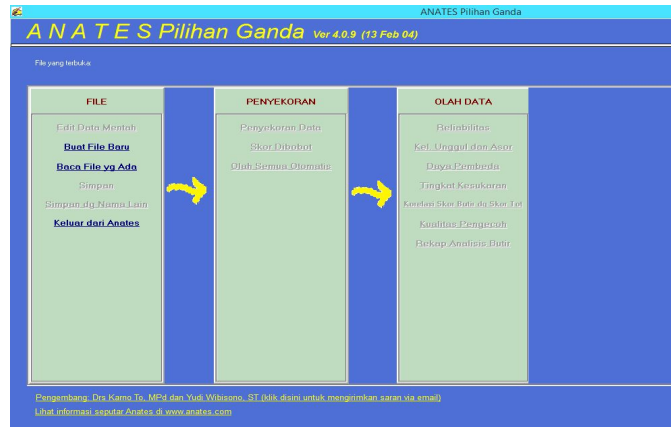 ANATES Pilihan Ganda
A N A T E S Pilihan Ganda Ver 4.0.9 (13 Feb 04)
File yang terbuka:
FILE
Edit Data Mentah
Buat File Baru
Baca File yg Ada
Simpan
Simpan dg Nama Lain
Keluar dari Anates
PENYEKORAN
Penyekoran Data
Skor Dibobot
Olah Semua Otomatis
OLAH DATA
Reliabilitas
Kel. Unggul dan Asor
Daya Pembeda
Tingkat Kesukaran
Korelasi Skor Butir dg Skor Tot
Kualitas Pengecoh
Rekap Analisis Butir
Pengembang: Drs Karno To, MPd dan Yudi Wibisono, ST (klik disini untuk mengirimkan saran via email)
Lihat informasi seputar Anates di www.anates.com